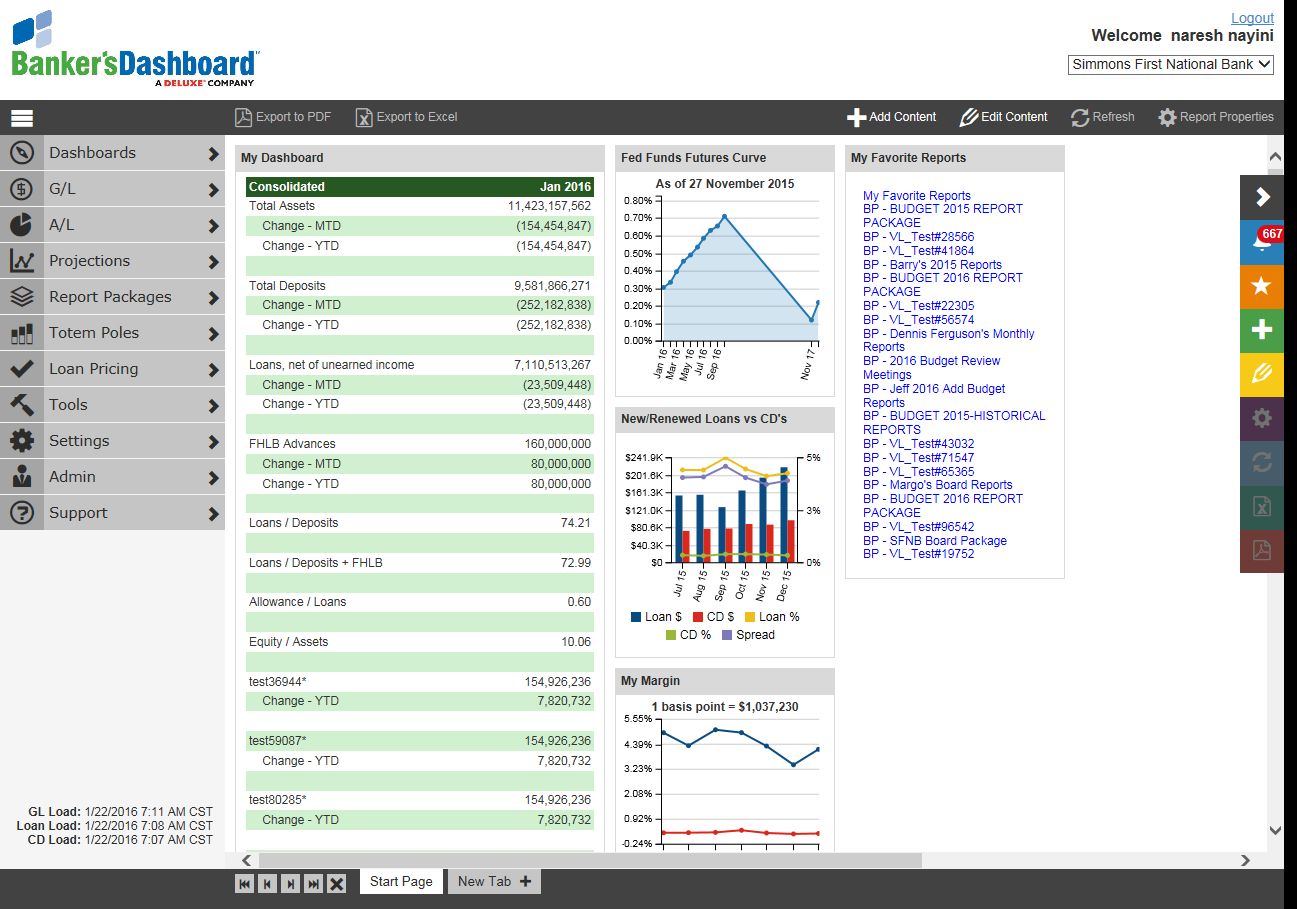 Logout
Welcome naresh nayini
Banker'sDashboard
A DELUXE COMPANY
Simmons First National Bank
Export to PDF
Export to Excel
Add Content
Edit Content
Refresh
Report Properties
Dashboards
G/L
A/L
Projections
Report Packages
Totem Poles
Loan Pricing
Tools
Settings
Admin
Support
GL Load: 1/22/2016 7:11 AM CST
Loan Load: 1/22/2016 7:08 AM CST
CD Load: 1/22/2016 7:07 AM CST
My Dashboard
Consolidated Jan 2016
Total Assets 11,423,157,562
Change - MTD (154,454,847)
Change - YTD (154,454,847)
Total Deposits 9,581,866,271
Change - MTD (252,182,838)
Change - YTD (252,182,838)
Loans, net of unearned income 7,110,513,267
Change - MTD (23,509,448)
Change - YTD (23,509,448)
FHLB Advances 160,000,000
Change - MTD 80,000,000
Change - YTD 80,000,000
Loans / Deposits 74.21
Loans / Deposits + FHLB 72.99
Allowance / Loans 0.60
Equity / Assets 10.06
test36944* 154,926,236
Change - YTD 7,820,732
test59087* 154,926,236
Change - YTD 7,820,732
test80285* 154,926,236
Change - YTD 7,820,732
Fed Funds Futures Curve
As of 27 November 2015
0.80%
0.70%
0.60%
0.50%
0.40%
0.30%
0.20%
0.10%
0.00%
Jan 16
Mar 16
May 16
Jul 16
Sep 16
Nov 17
New/Renewed Loans vs CD's
$241.9K 5%
$201.6K
$161.3K
$121.0K 3%
$80.6K
$40.3K
$0 0%
Jul 15
Aug 15
Sep 15
Oct 15
Nov 15
Dec 15
Loan $ CD $ Loan %
CD % Spread
My Margin
1 basis point = $1,037,230
5.55%
4.39%
3.23%
2.08%
0.92%
-0.24%
My Favorite Reports
My Favorite Reports
BP - BUDGET 2015 REPORT
PACKAGE
BP - VL_Test#28566
BP - VL_Test#41864
BP - Barry's 2015 Reports
BP - BUDGET 2016 REPORT
PACKAGE
BP - VL_Test#22305
BP - VL_Test#56574
BP - Dennis Ferguson's Monthly
Reports
BP - 2016 Budget Review
Meetings
BP - Jeff 2016 Add Budget
Reports
BP - BUDGET 2015-HISTORICAL
REPORTS
BP - VL_Test#43032
BP - VL_Test#71547
BP - VL_Test#65365
BP - Margo's Board Reports
BP - BUDGET 2016 REPORT
PACKAGE
BP - VL_Test#96542
BP - SFNB Board Package
BP - VL_Test#19752
667
Start Page
New Tab